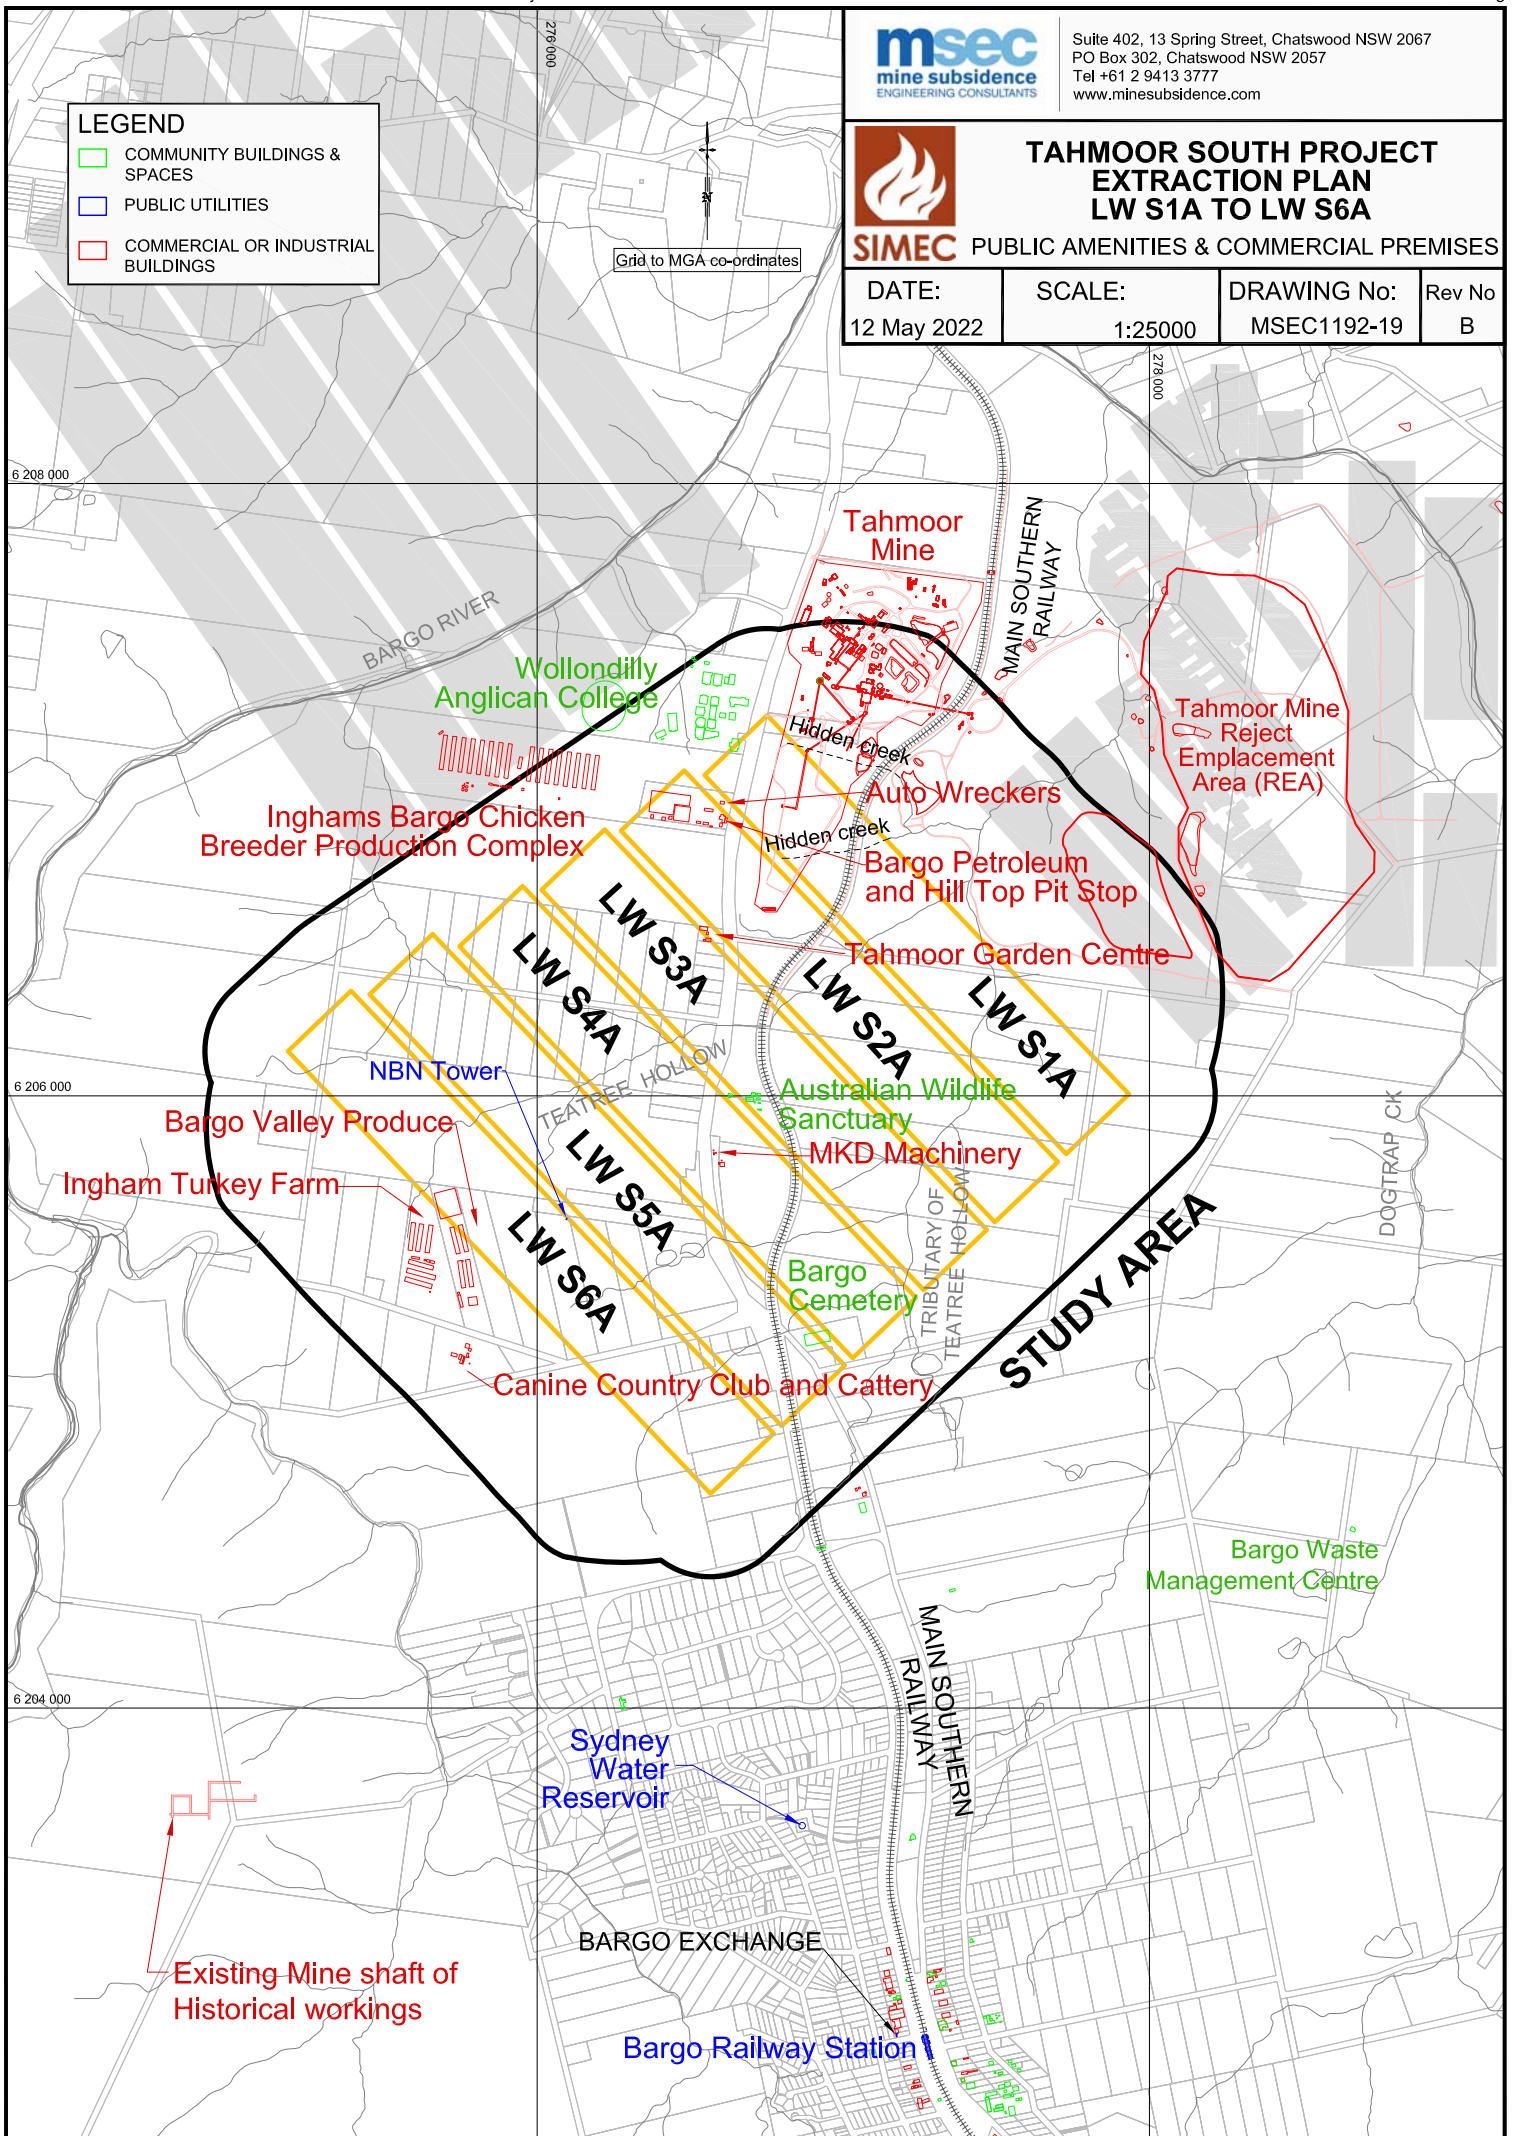 msec
mine subsidence
ENGINEERING CONSULTANTS
Suite 402, 13 Spring Street, Chatswood NSW 2067
PO Box 302, Chatswood NSW 2057
Tel +61 2 9413 3777
www.minesubsidence.com
SIMEC
TAHMOOR SOUTH PROJECT
EXTRACTION PLAN
LW S1A TO LW S6A
PUBLIC AMENITIES & COMMERCIAL PREMISES
DATE:
12 May 2022
SCALE:
1:25000
DRAWING No:
MSEC1192-19
Rev No
B
LEGEND
COMMUNITY BUILDINGS &
SPACES
PUBLIC UTILITIES
COMMERCIAL OR INDUSTRIAL
BUILDINGS
276 000
N
Grid to MGA co-ordinates
278 000
6 208 000
Tahmoor
Mine
MAIN SOUTHERN
RAILWAY
BARGO RIVER
Wollondilly
Anglican College
Hidden creek
Tahmoor Mine
Reject
Emplacement
Area (REA)
Auto Wreckers
Inghams Bargo Chicken
Breeder Production Complex
Hidden creek
Bargo Petroleum
and Hill Top Pit Stop
LW S3A
LW S4A
Tahmoor Garden Centre
LW S2A
LW S1A
NBN Tower
TEATREE HOLLOW
6 206 000
Australian Wildlife
Sanctuary
Bargo Valley Produce
MKD Machinery
LW S5A
Ingham Turkey Farm
LW S6A
TRIBUTARY OF
TEATREE HOLLOW
DOGTRAP CK
Bargo
Cemetery
STUDY AREA
Canine Country Club and Cattery
Bargo Waste
Management Centre
MAIN SOUTHERN
RAILWAY
6 204 000
Sydney
Water
Reservoir
BARGO EXCHANGE
Existing Mine shaft of
Historical workings
Bargo Railway Station